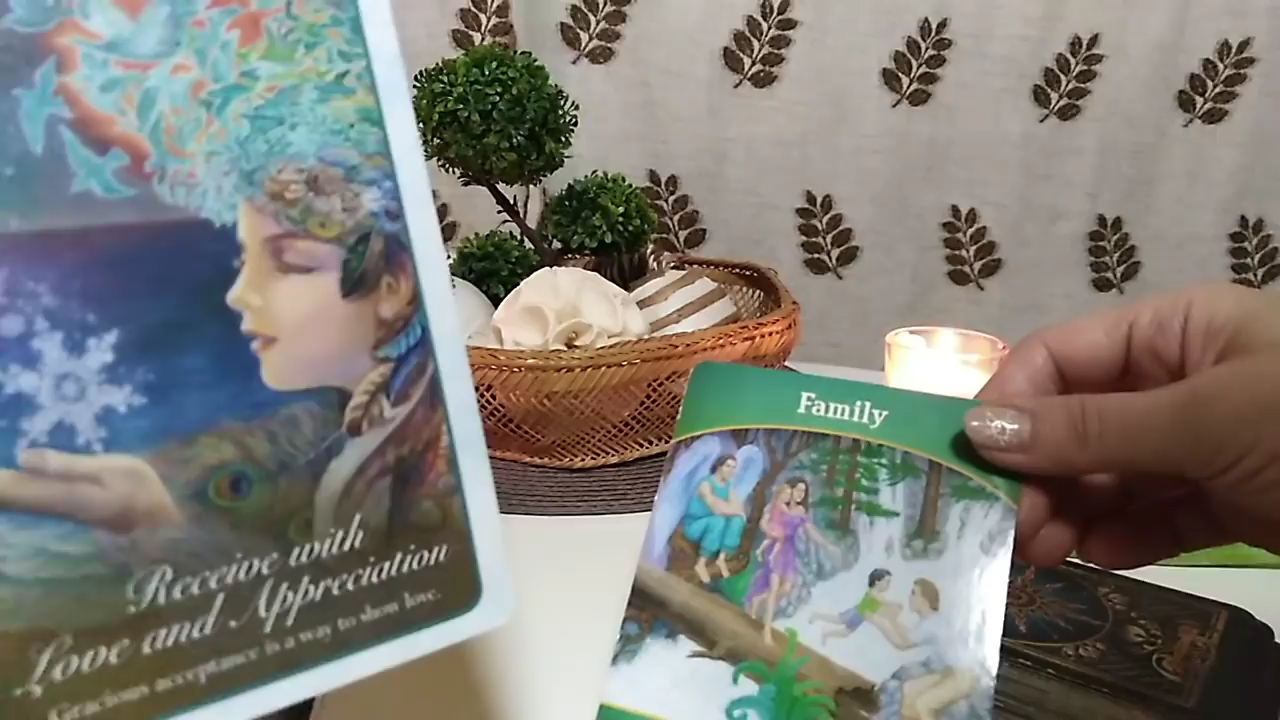 Receive with
Love and Appreciation
Gracious acceptance is a way to show love.
Family